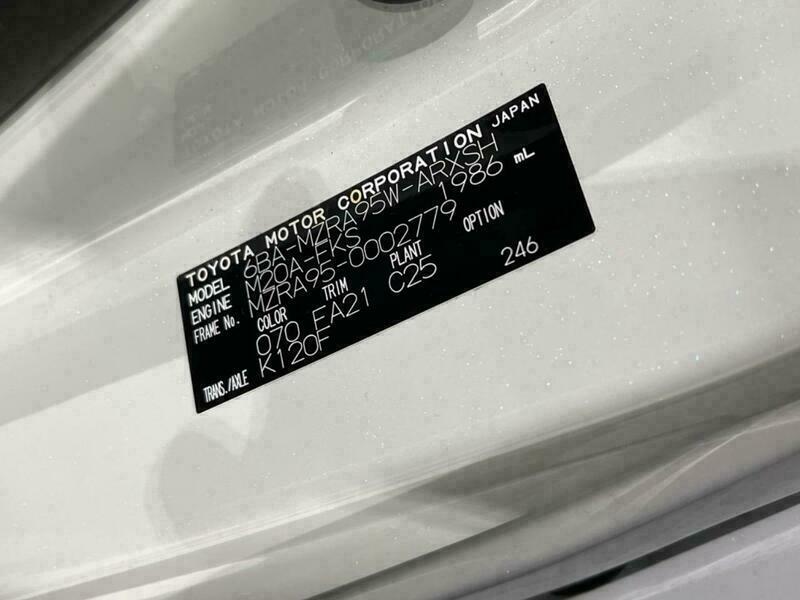 TOYOTA MOTOR CORPORATION JAPAN
MODEL 6BA-MZRA95W-ARXSH
ENGINE M20A-FKS 1986 mL
FRAME No. MZRA95-0002779
COLOR TRIM PLANT OPTION
070 FA21 C25 246
TRANS./AXLE K120F